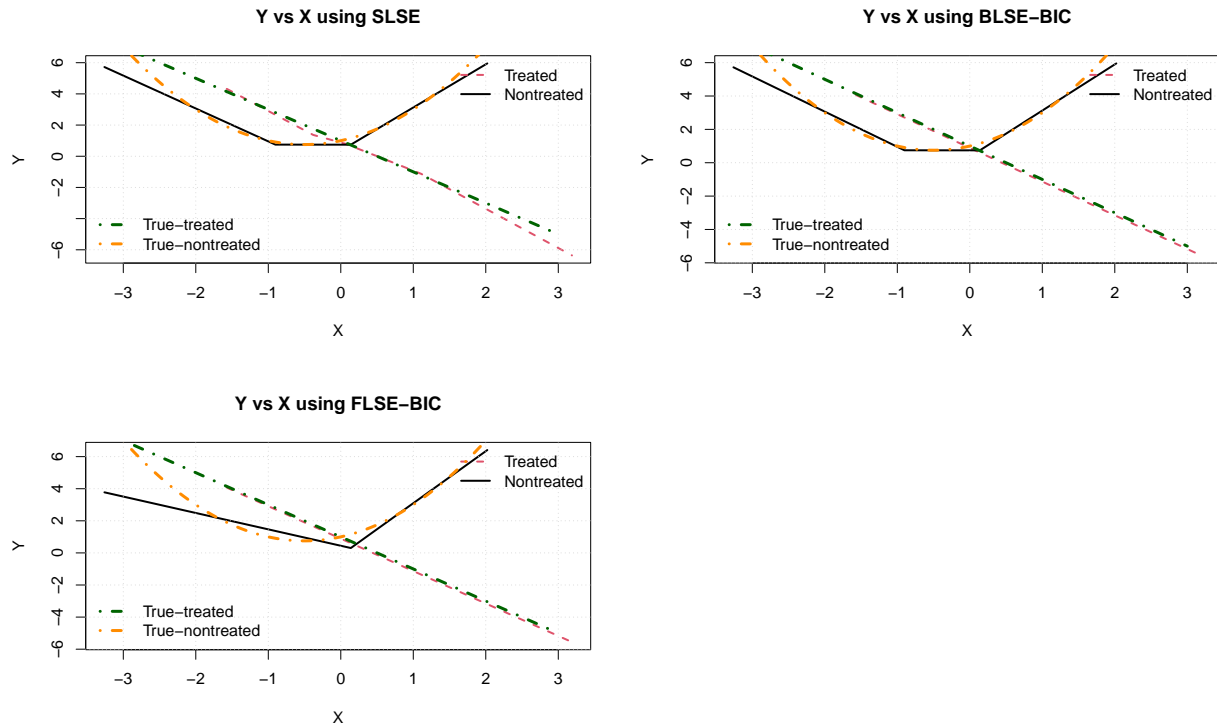 Y vs X using SLSE
Y
6
4
2
0
−2
−6
Treated
Nontreated
True−treated
True−nontreated
−3 −2 −1 0 1 2 3
X
Y vs X using BLSE−BIC
Y
6
4
2
0
−2
−4
−6
Treated
Nontreated
True−treated
True−nontreated
−3 −2 −1 0 1 2 3
X
Y vs X using FLSE−BIC
Y
6
4
2
0
−2
−4
−6
Treated
Nontreated
True−treated
True−nontreated
−3 −2 −1 0 1 2 3
X